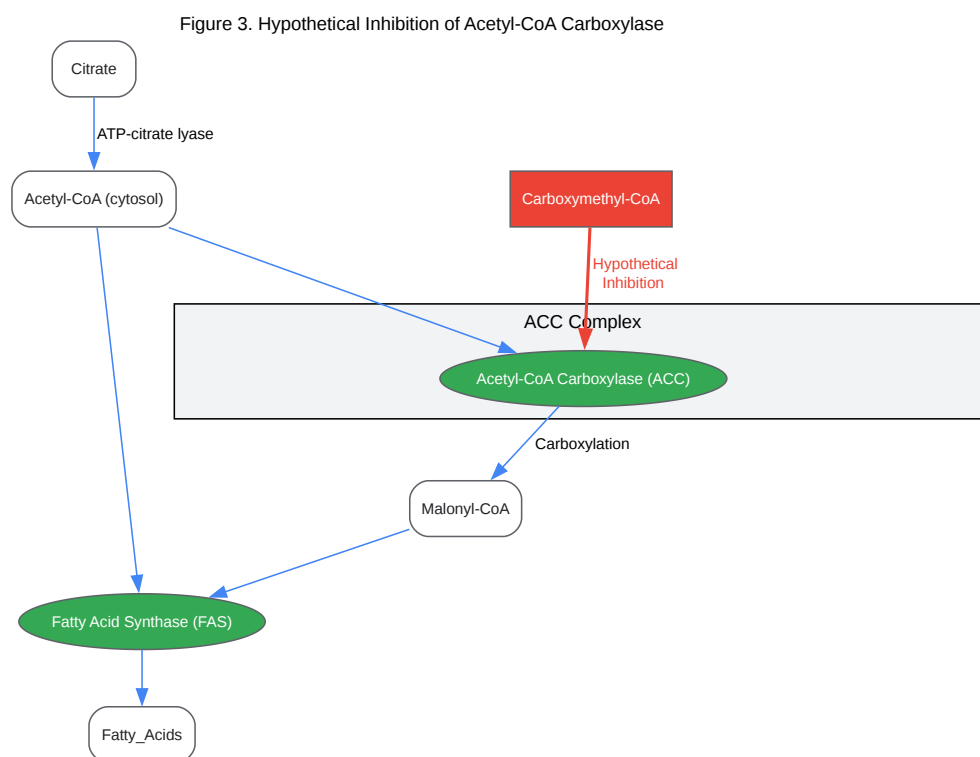 Figure 3. Hypothetical Inhibition of Acetyl-CoA Carboxylase
Citrate
ATP-citrate lyase
Acetyl-CoA (cytosol)
Carboxymethyl-CoA
Hypothetical
Inhibition
ACC Complex
Acetyl-CoA Carboxylase (ACC)
Carboxylation
Malonyl-CoA
Fatty Acid Synthase (FAS)
Fatty_Acids